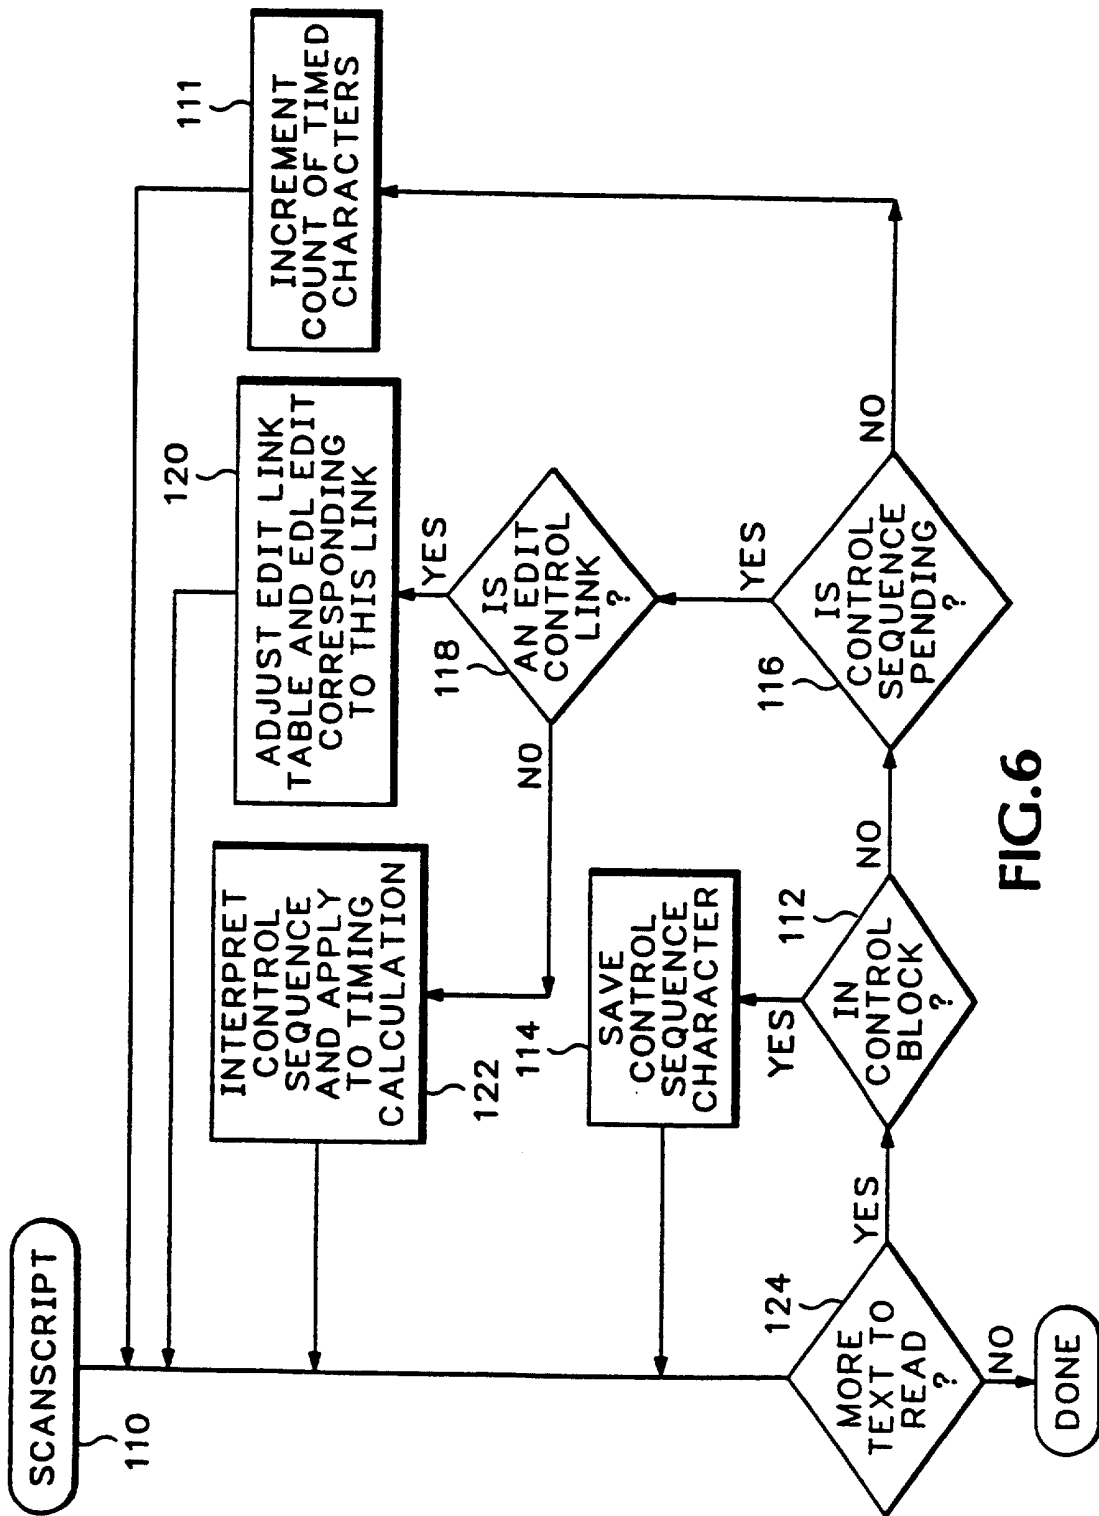 SCANSCRIPT
110
MORE
TEXT TO
READ
?
124
YES
NO
DONE
IN
CONTROL
BLOCK
?
112
YES
NO
SAVE
CONTROL
SEQUENCE
CHARACTER
114
IS
CONTROL
SEQUENCE
PENDING
?
116
YES
NO
IS
AN EDIT
CONTROL
LINK
?
118
YES
NO
INTERPRET
CONTROL
SEQUENCE
AND APPLY
TO TIMING
CALCULATION
122
ADJUST EDIT LINK
TABLE AND EDL EDIT
CORRESPONDING
TO THIS LINK
120
INCREMENT
COUNT OF TIMED
CHARACTERS
111
FIG.6